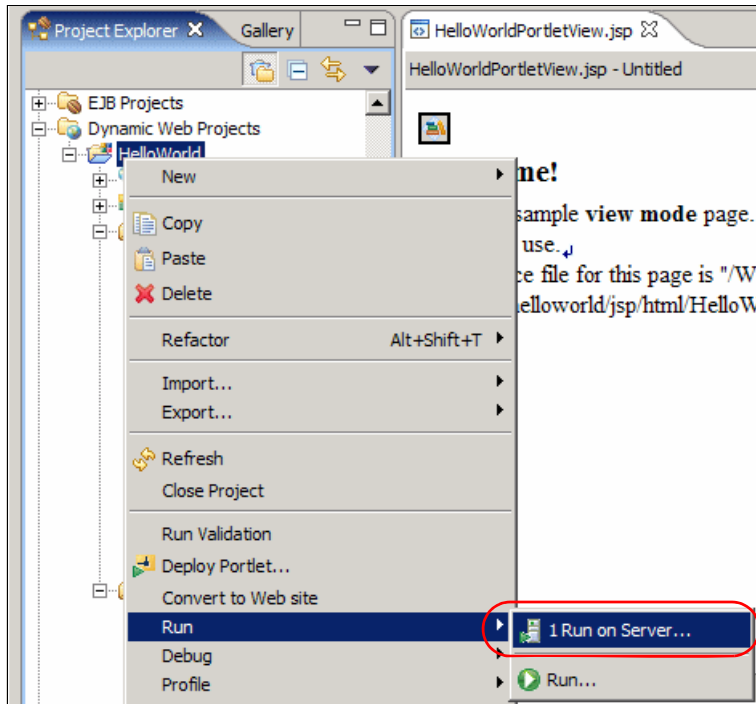 Project Explorer
Gallery
HelloWorldPortletView.jsp
HelloWorldPortletView.jsp - Untitled
EJB Projects
Dynamic Web Projects
HelloWorld
New
Copy
Paste
Delete
Refactor Alt+Shift+T
Import...
Export...
Refresh
Close Project
Run Validation
Deploy Portlet...
Convert to Web site
Run
Debug
Profile
1 Run on Server...
Run...
me!
sample view mode page.
use.
ce file for this page is "/W
elloworld/jsp/html/HelloW